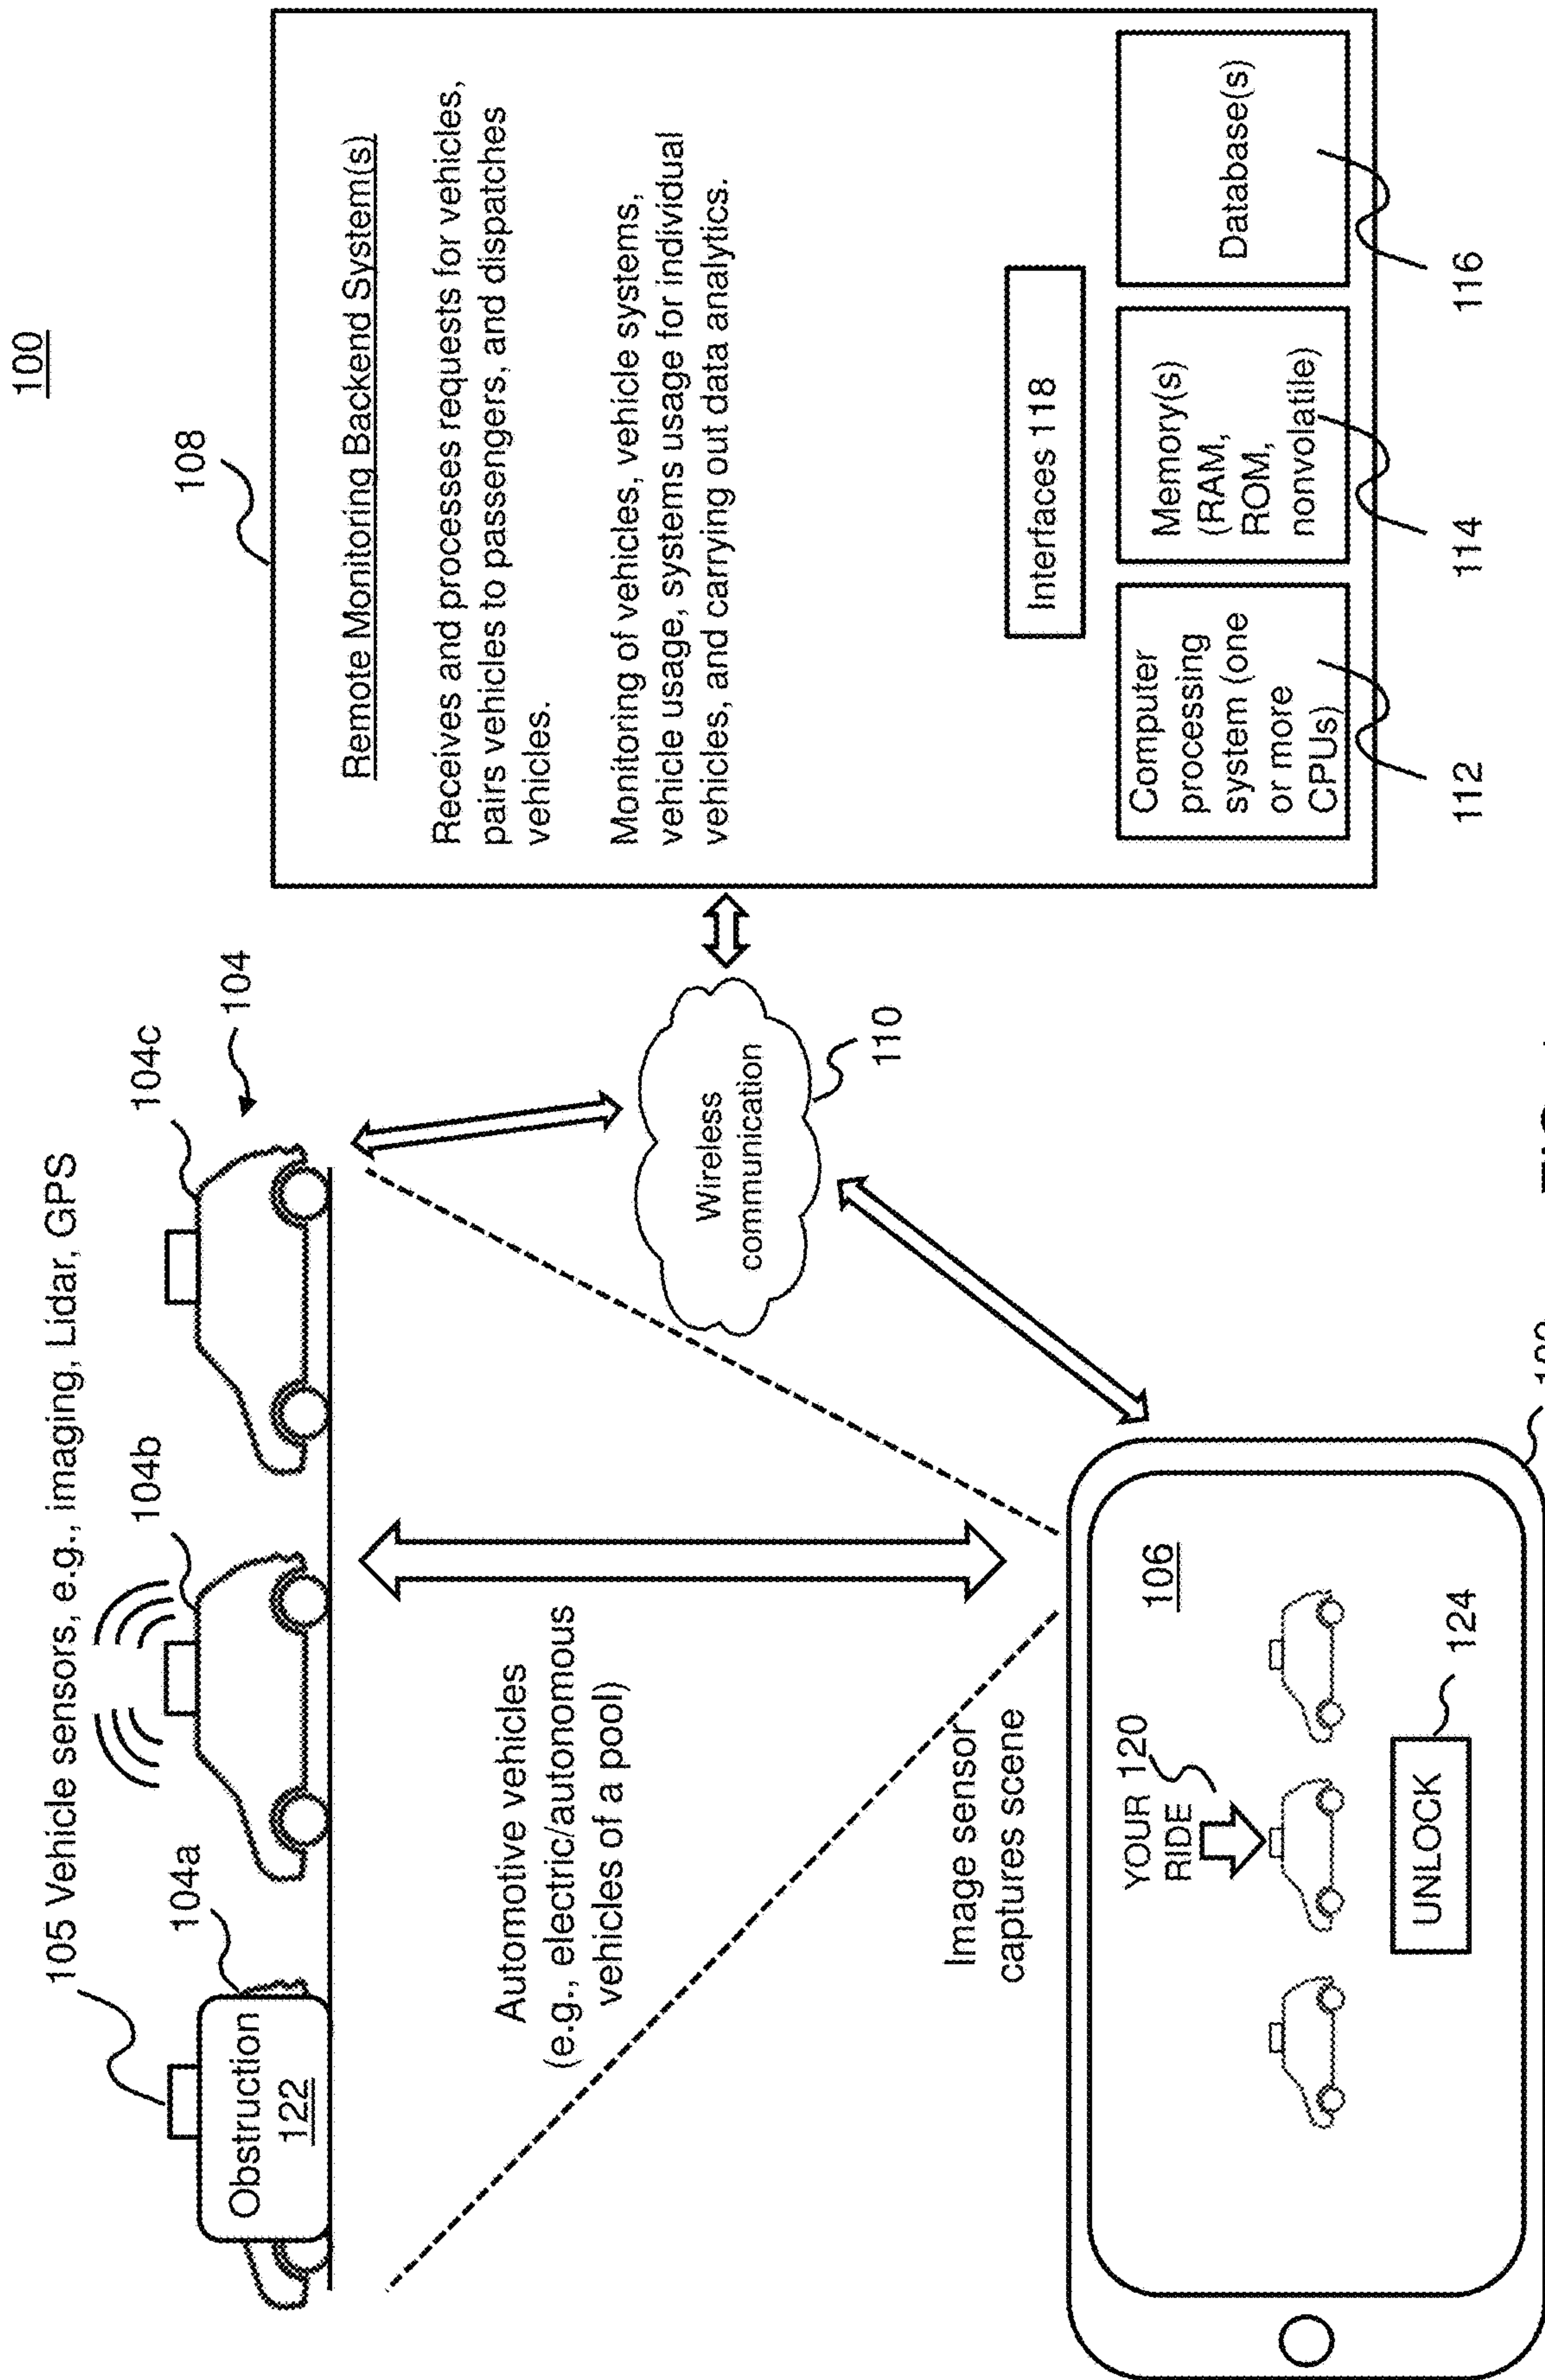 100
105 Vehicle sensors, e.g., imaging, Lidar, GPS
104a
104b
104c
104
Obstruction
122
Automotive vehicles
(e.g., electric/autonomous
vehicles of a pool)
Image sensor
captures scene
Wireless
communication
110
106
YOUR 120
RIDE
UNLOCK
124
108
Remote Monitoring Backend System(s)
Receives and processes requests for vehicles,
pairs vehicles to passengers, and dispatches
vehicles.
Monitoring of vehicles, vehicle systems,
vehicle usage, systems usage for individual
vehicles, and carrying out data analytics.
Interfaces 118
Computer
processing
system (one
or more
CPUs)
Memory(s)
(RAM,
ROM,
nonvolatile)
Database(s)
112
114
116